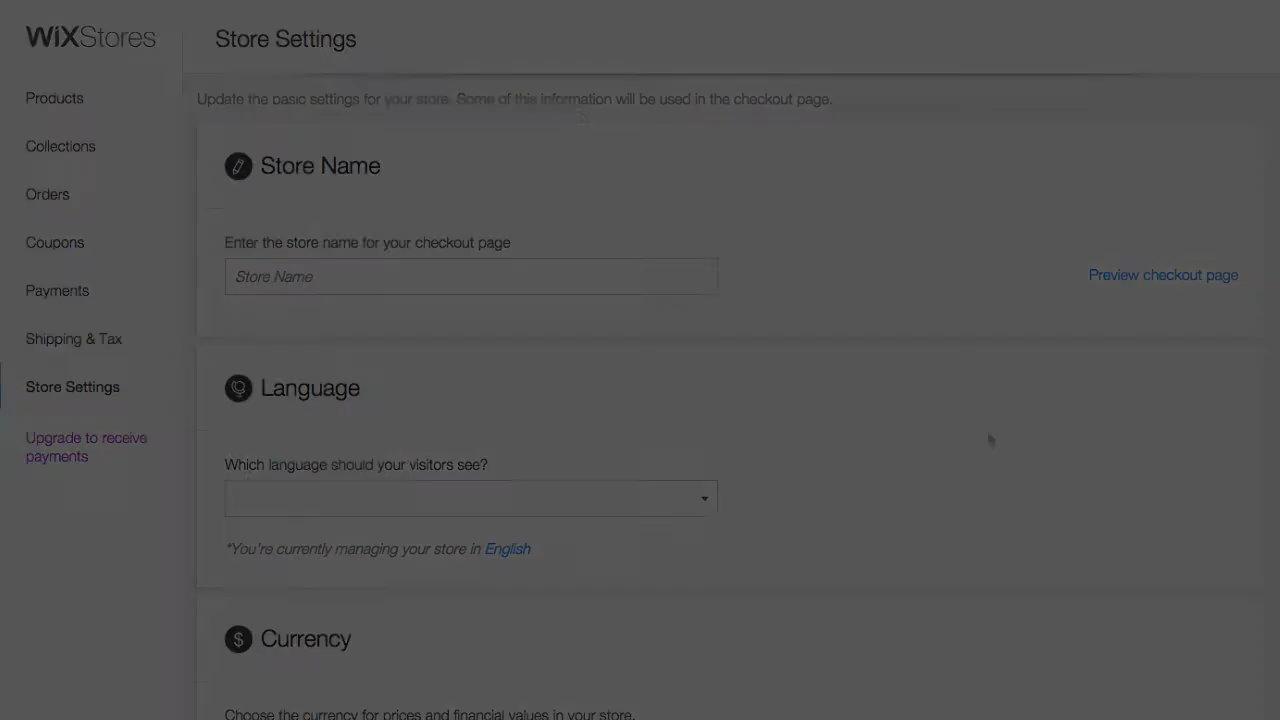 WiXStores
Store Settings
Products
Collections
Orders
Coupons
Payments
Shipping & Tax
Store Settings
Upgrade to receive
payments
Update the basic settings for your store. Some of this information will be used in the checkout page.
Store Name
Enter the store name for your checkout page
Store Name
Preview checkout page
Language
Which language should your visitors see?
*You're currently managing your store in English
$ Currency
Choose the currency for prices and financial values in your store.